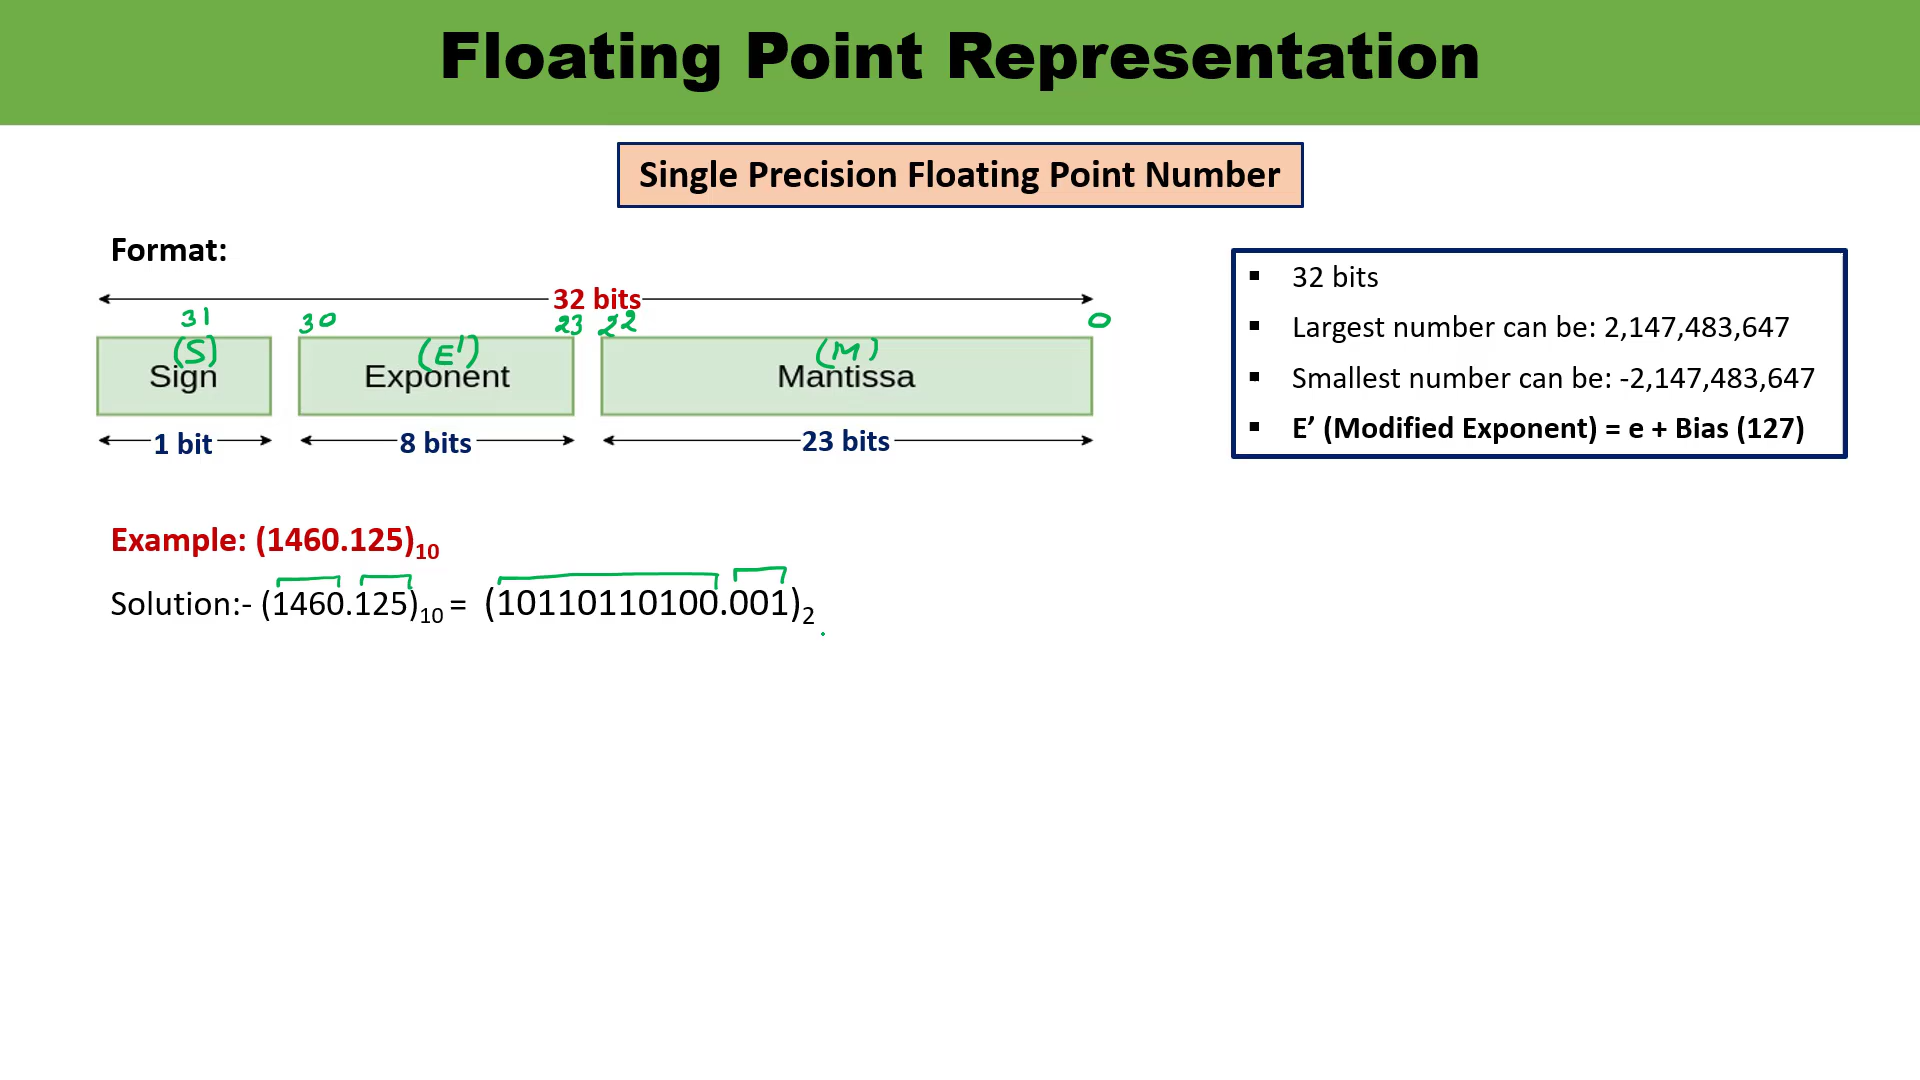 Floating Point Representation
Single Precision Floating Point Number
Format:
32 bits
31 30 23 22 0
(S) (E') (M)
Sign Exponent Mantissa
1 bit 8 bits 23 bits
▪ 32 bits
▪ Largest number can be: 2,147,483,647
▪ Smallest number can be: -2,147,483,647
▪ E’ (Modified Exponent) = e + Bias (127)
Example: (1460.125)10
Solution:- (1460.125)10 = (10110110100.001)2